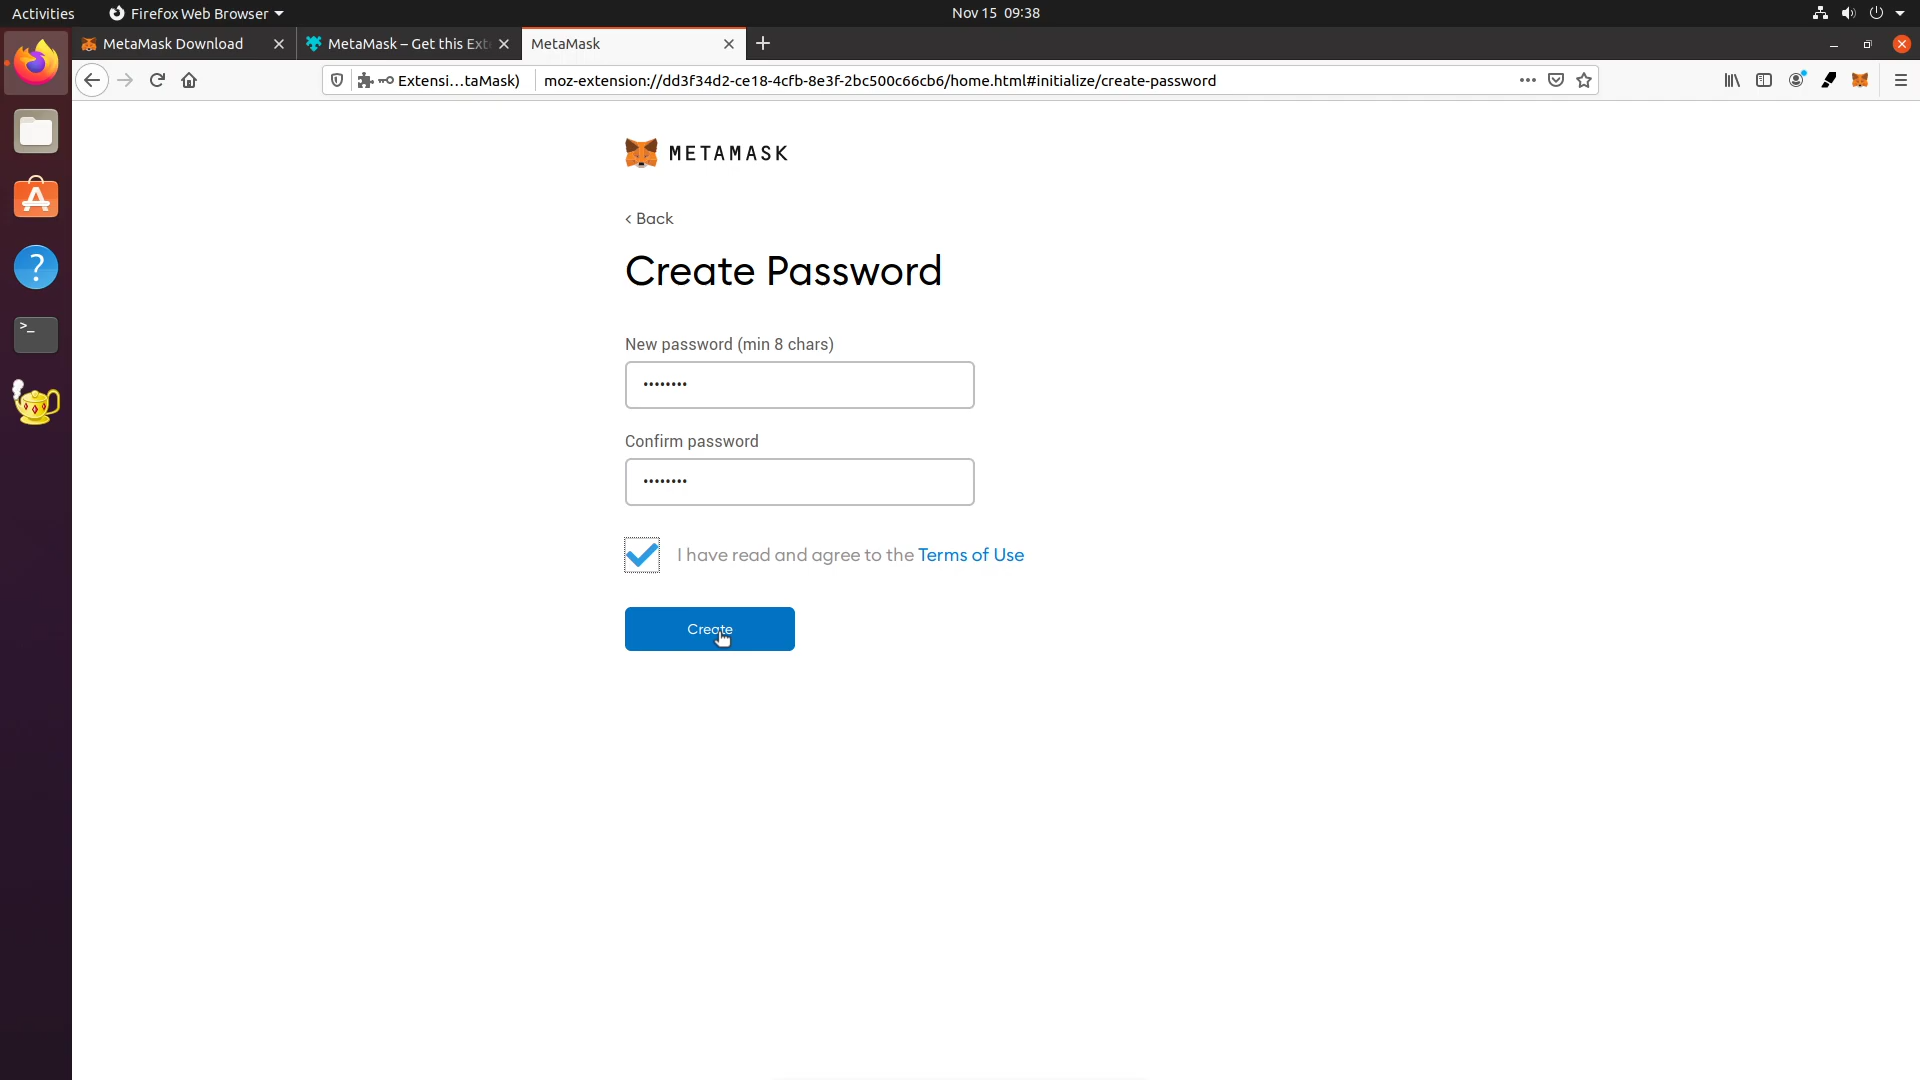 Activities
Firefox Web Browser
Nov 15 09:38
MetaMask Download
MetaMask – Get this Ext
MetaMask
Extensi…taMask)
moz-extension://dd3f34d2-ce18-4cfb-8e3f-2bc500c66cb6/home.html#initialize/create-password
METAMASK
< Back
Create Password
New password (min 8 chars)
••••••••
Confirm password
••••••••
I have read and agree to the Terms of Use
Create